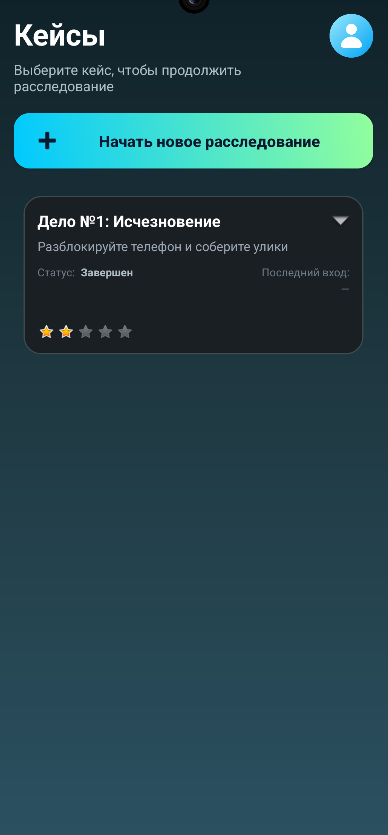 Кейсы
Выберите кейс, чтобы продолжить
расследование
Начать новое расследование
Дело №1: Исчезновение
Разблокируйте телефон и соберите улики
Статус: Завершен
Последний вход:
—